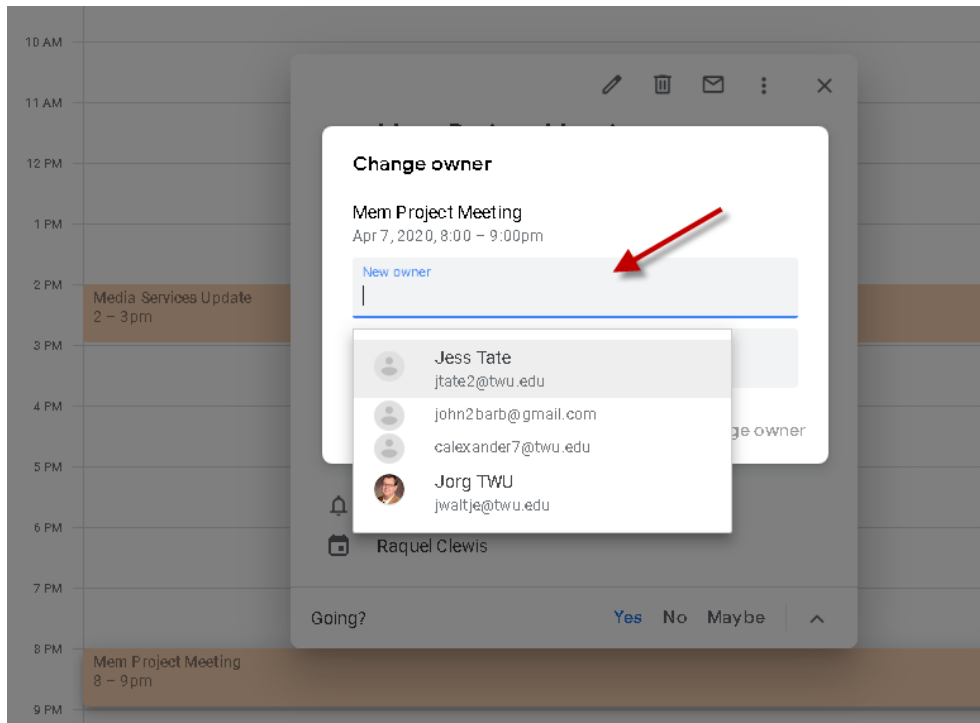 10 AM
11 AM
12 PM
1 PM
2 PM
3 PM
4 PM
5 PM
6 PM
7 PM
8 PM
9 PM
Media Services Update
2 – 3pm
Mem Project Meeting
8 – 9pm
Change owner
Mem Project Meeting
Apr 7, 2020, 8:00 – 9:00pm
New owner
Jess Tate
jtate2@twu.edu
john2barb@gmail.com
calexander7@twu.edu
Jorg TWU
jwaltje@twu.edu
owner
Raquel Clewis
Going?
Yes No Maybe